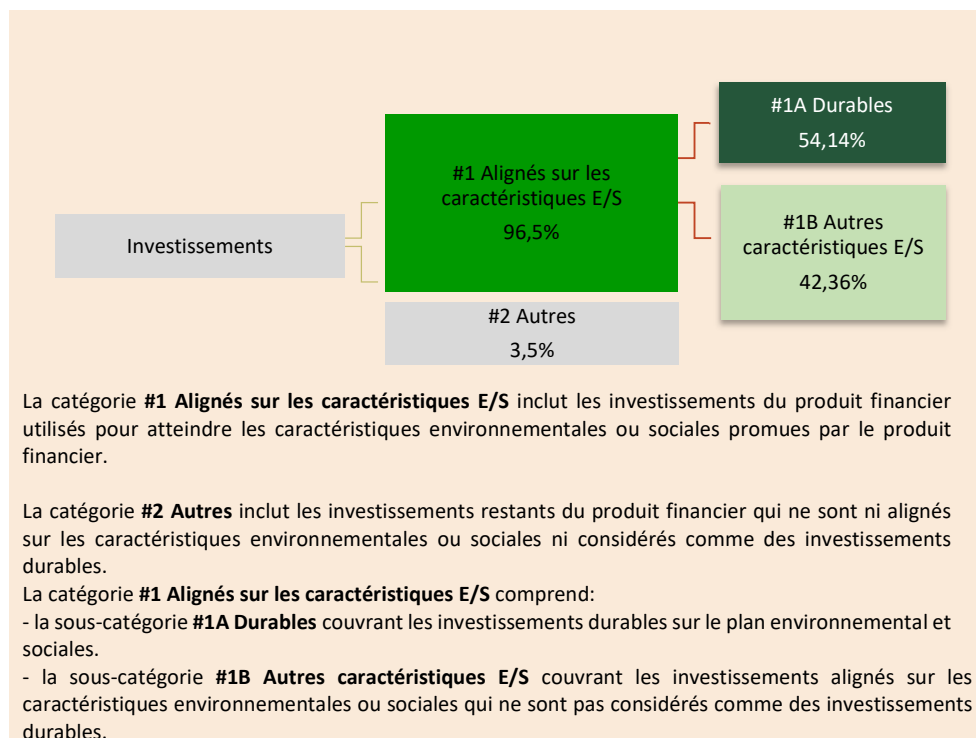 #1A Durables
54,14%
#1 Alignés sur les
caractéristiques E/S
96,5%
#1B Autres
caractéristiques E/S
42,36%
Investissements
#2 Autres
3,5%
La catégorie #1 Alignés sur les caractéristiques E/S inclut les investissements du produit financier
utilisés pour atteindre les caractéristiques environnementales ou sociales promues par le produit
financier.
La catégorie #2 Autres inclut les investissements restants du produit financier qui ne sont ni alignés
sur les caractéristiques environnementales ou sociales ni considérés comme des investissements
durables.
La catégorie #1 Alignés sur les caractéristiques E/S comprend:
- la sous-catégorie #1A Durables couvrant les investissements durables sur le plan environnemental et
sociales.
- la sous-catégorie #1B Autres caractéristiques E/S couvrant les investissements alignés sur les
caractéristiques environnementales ou sociales qui ne sont pas considérés comme des investissements
durables.